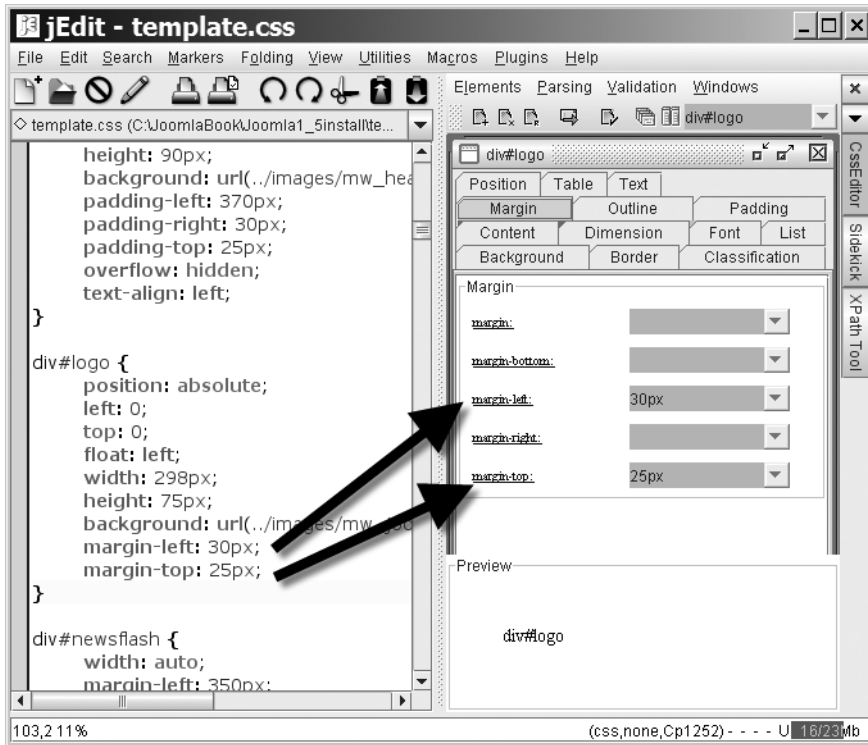 jEdit - template.css
File Edit Search Markers Folding View Utilities Macros Plugins Help
template.css (C:\JoomlaBook\Joomla1_5install\te...
height: 90px;
background: url(../images/mw_hea
padding-left: 370px;
padding-right: 30px;
padding-top: 25px;
overflow: hidden;
text-align: left;
}
div#logo {
position: absolute;
left: 0;
top: 0;
float: left;
width: 298px;
height: 75px;
background: url(../images/mw_joo
margin-left: 30px;
margin-top: 25px;
}
div#newsflash {
width: auto;
margin-left: 350px;
Elements Parsing Validation Windows
div#logo
div#logo
Position Table Text
Margin Outline Padding
Content Dimension Font List
Background Border Classification
Margin
margin:
margin-bottom:
margin-left: 30px
margin-right:
margin-top: 25px
Preview
div#logo
CssEditor
Sidekick
XPath Tool
103,2 11%
(css,none,Cp1252) - - - - U 16/23Mb